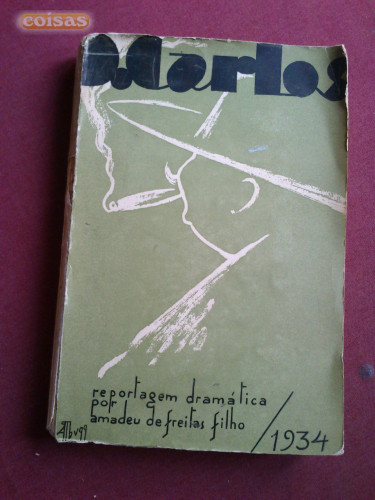 coisas
D. Carlos
reportagem dramática
por
amadeu de freitas filho
/1934